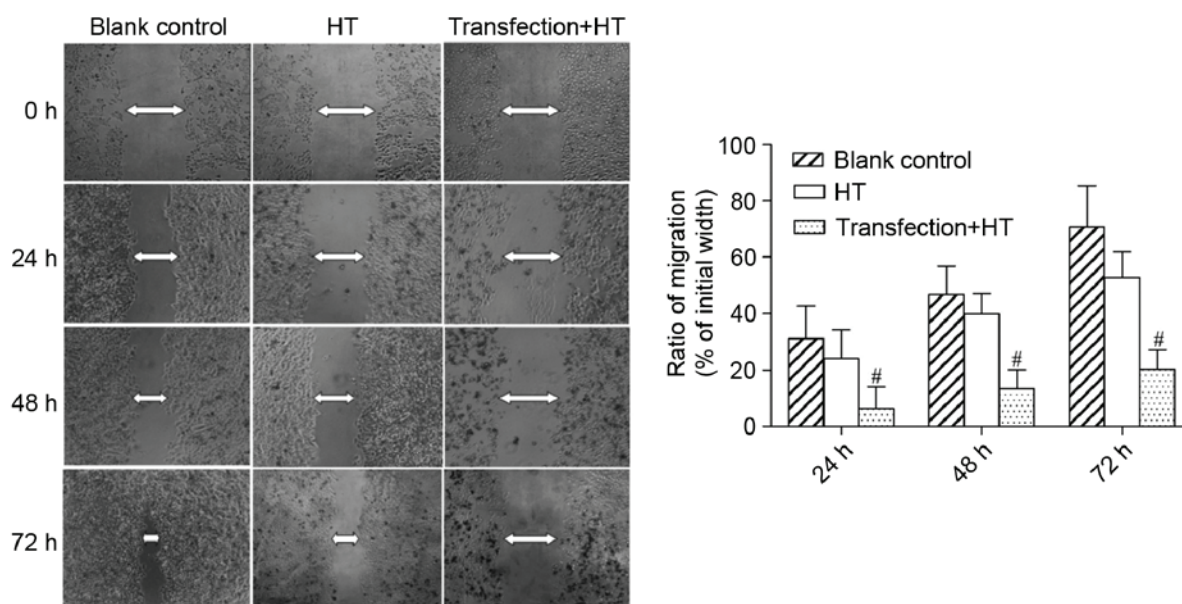 Blank control HT Transfection+HT
0 h
24 h
48 h
72 h
Ratio of migration
(% of initial width)
100
80
60
40
20
0
Blank control
HT
Transfection+HT
#
#
#
24 h 48 h 72 h